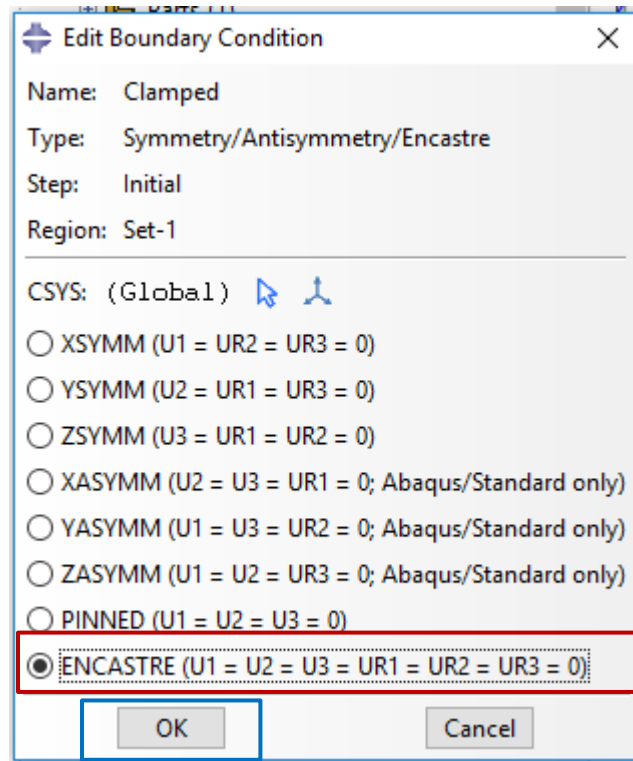 Parts (1)
Edit Boundary Condition
Name: Clamped
Type: Symmetry/Antisymmetry/Encastre
Step: Initial
Region: Set-1
CSYS: (Global)
XSYMM (U1 = UR2 = UR3 = 0)
YSYMM (U2 = UR1 = UR3 = 0)
ZSYMM (U3 = UR1 = UR2 = 0)
XASYMM (U2 = U3 = UR1 = 0; Abaqus/Standard only)
YASYMM (U1 = U3 = UR2 = 0; Abaqus/Standard only)
ZASYMM (U1 = U2 = UR3 = 0; Abaqus/Standard only)
PINNED (U1 = U2 = U3 = 0)
ENCASTRE (U1 = U2 = U3 = UR1 = UR2 = UR3 = 0)
OK Cancel